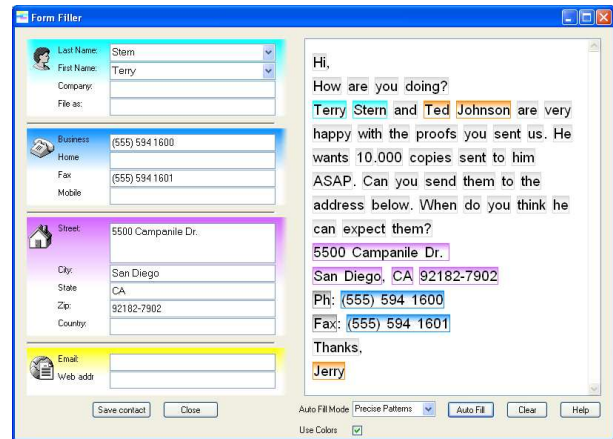 Form Filler
Last Name: Stern
First Name: Terry
Company:
File as:
Business (555) 594 1600
Home
Fax (555) 594 1601
Mobile
Street: 5500 Campanile Dr.
City: San Diego
State CA
Zip: 92182-7902
Country:
Email:
Web addr
Save contact Close
Hi,
How are you doing?
Terry Stern and Ted Johnson are very
happy with the proofs you sent us. He
wants 10.000 copies sent to him
ASAP. Can you send them to the
address below. When do you think he
can expect them?
5500 Campanile Dr.
San Diego, CA 92182-7902
Ph: (555) 594 1600
Fax: (555) 594 1601
Thanks,
Jerry
Auto Fill Mode Precise Patterns Auto Fill Clear Help
Use Colors